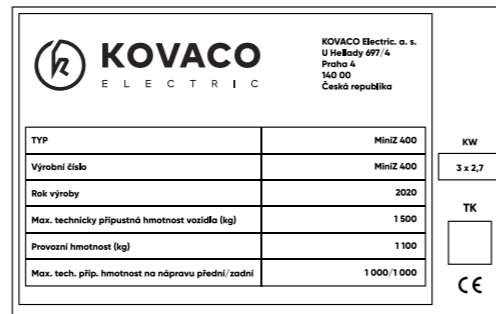 KOVACO
ELECTRIC
KOVACO Electric. a. s.
U Hellady 697/4
Praha 4
140 00
Česká republika
TYP MiniZ 400
Výrobní číslo MiniZ 400
Rok výroby 2020
Max. technicky přípustná hmotnost vozidla (kg) 1 500
Provozní hmotnost (kg) 1 100
Max. tech. příp. hmotnost na nápravu přední/zadní 1 000/1 000
KW
3 x 2,7
TK
CE